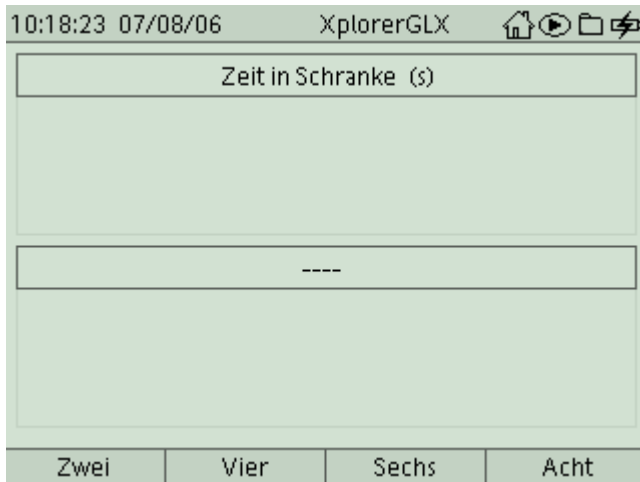 10:18:23 07/08/06 XplorerGLX
Zeit in Schranke (s)
----
Zwei Vier Sechs Acht